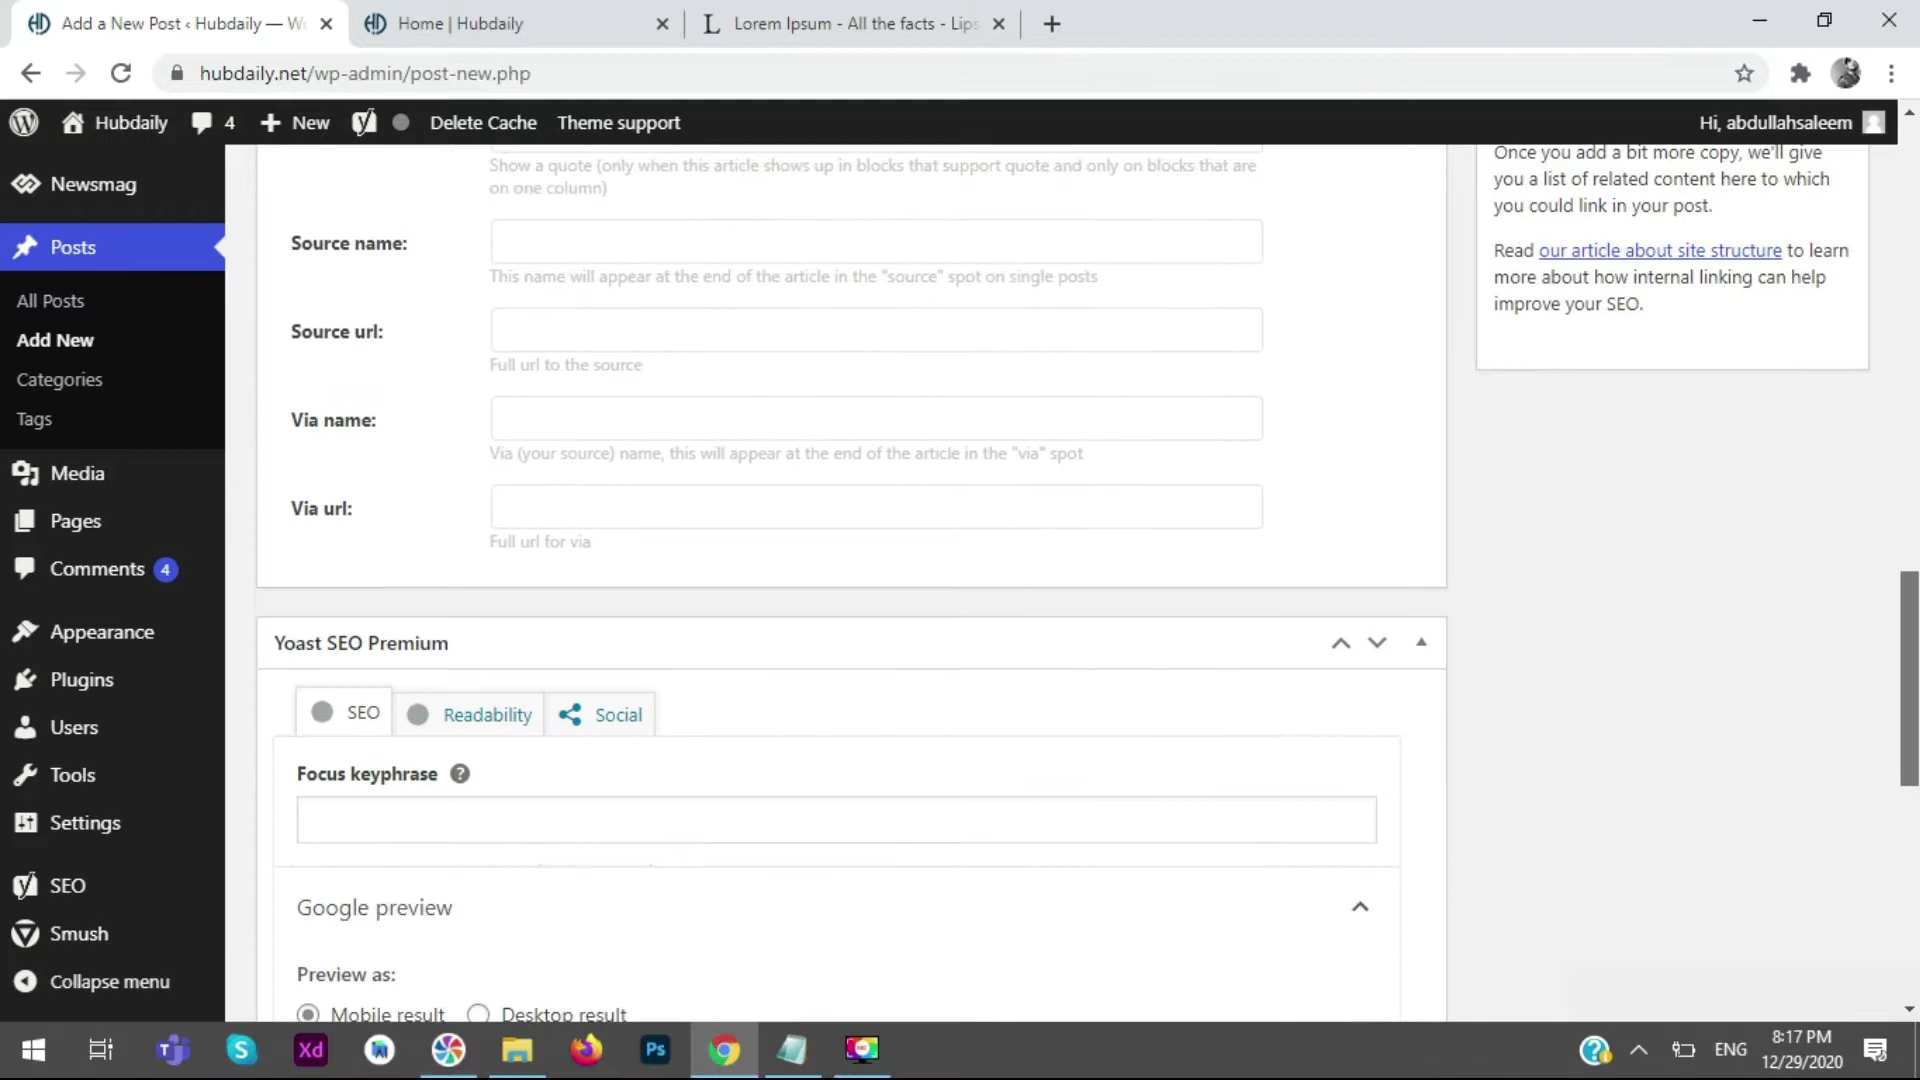 Add a New Post ‹ Hubdaily — Wo
Home | Hubdaily
Lorem Ipsum - All the facts - Lips
hubdaily.net/wp-admin/post-new.php
Hubdaily
4
New
Delete Cache
Theme support
Hi, abdullahsaleem
Newsmag
Posts
All Posts
Add New
Categories
Tags
Media
Pages
Comments 4
Appearance
Plugins
Users
Tools
Settings
SEO
Smush
Collapse menu
Show a quote (only when this article shows up in blocks that support quote and only on blocks that are
on one column)
Source name:
This name will appear at the end of the article in the "source" spot on single posts
Source url:
Full url to the source
Via name:
Via (your source) name, this will appear at the end of the article in the "via" spot
Via url:
Full url for via
Yoast SEO Premium
SEO
Readability
Social
Focus keyphrase ?
Google preview
Preview as:
Mobile result
Desktop result
Once you add a bit more copy, we'll give
you a list of related content here to which
you could link in your post.
Read our article about site structure to learn
more about how internal linking can help
improve your SEO.
Xd
Ps
ENG
8:17 PM
12/29/2020